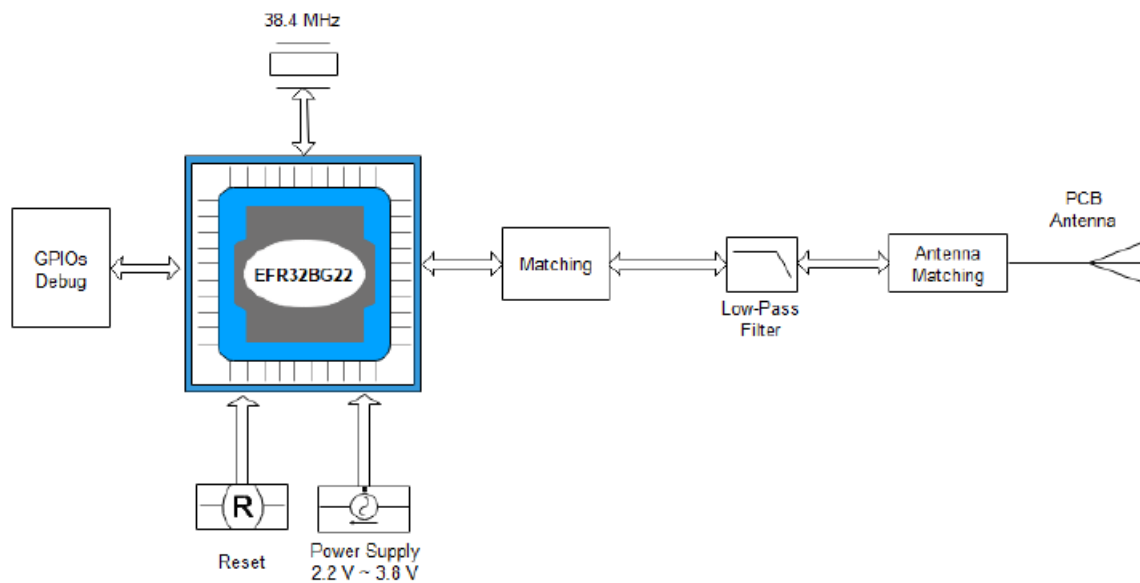 38.4 MHz
GPIOs
Debug
EFR32BG22
Matching
Low-Pass
Filter
Antenna
Matching
PCB
Antenna
R
Reset
Power Supply
2.2 V ~ 3.8 V